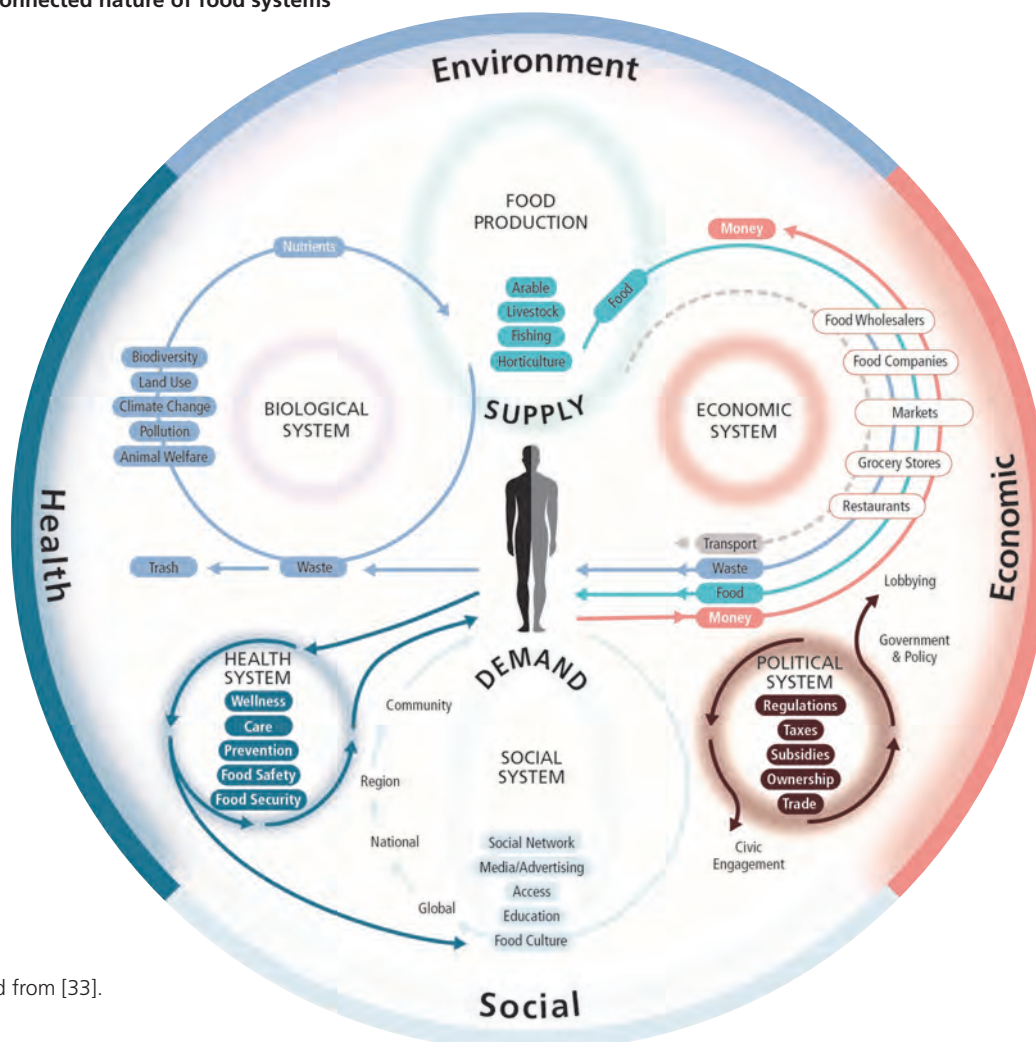 onnected nature of food systems
Environment
FOOD
PRODUCTION
Arable
Livestock
Fishing
Horticulture
SUPPLY
Nutrients
Biodiversity
Land Use
Climate Change
Pollution
Animal Welfare
BIOLOGICAL
SYSTEM
Trash
Waste
Food
Money
Food Wholesalers
Food Companies
Markets
Grocery Stores
Restaurants
ECONOMIC
SYSTEM
Transport
Waste
Food
Money
Health
Economic
DEMAND
HEALTH
SYSTEM
Wellness
Care
Prevention
Food Safety
Food Security
Community
Region
National
Global
SOCIAL
SYSTEM
Social Network
Media/Advertising
Access
Education
Food Culture
Lobbying
Government
& Policy
POLITICAL
SYSTEM
Regulations
Taxes
Subsidies
Ownership
Trade
Civic
Engagement
Social
d from [33].